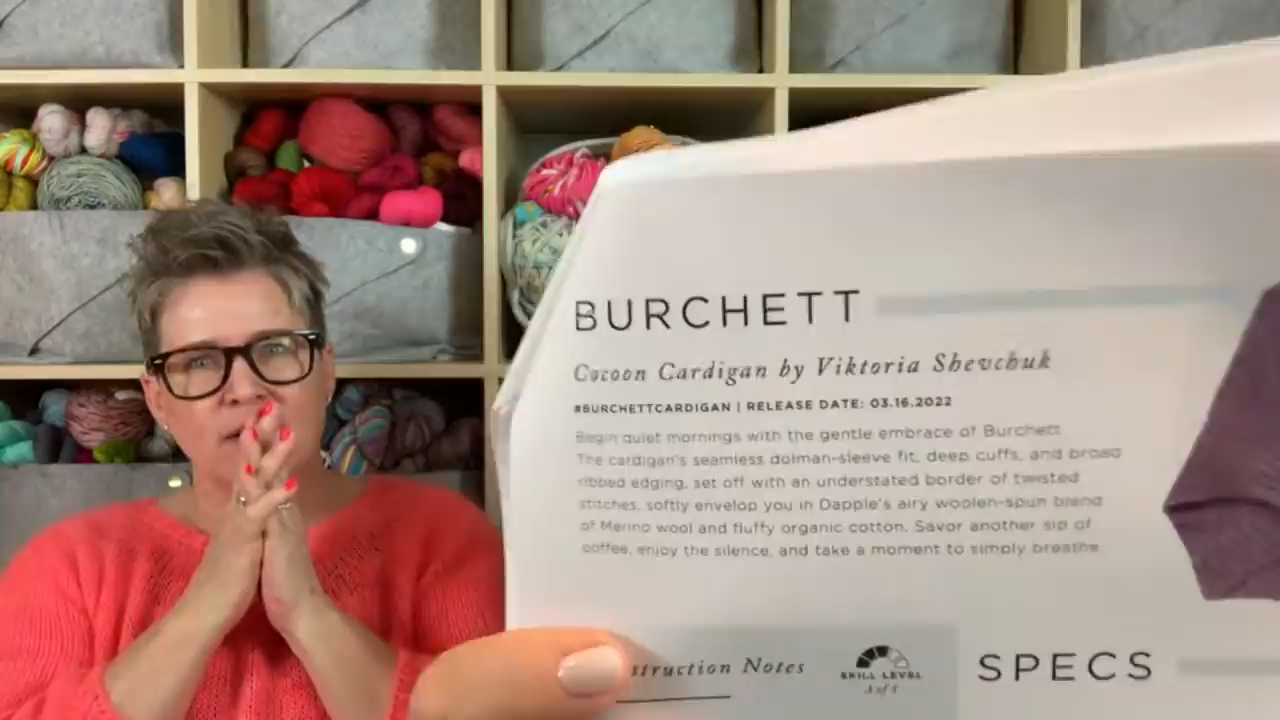 BURCHETT
Cocoon Cardigan by Viktoria Shevchuk
#BURCHETTCARDIGAN | RELEASE DATE: 03.16.2022
Begin quiet mornings with the gentle embrace of Burchett.
The cardigan's seamless dolman-sleeve fit, deep cuffs, and broad
ribbed edging, set off with an understated border of twisted
stitches, softly envelop you in Dapple's airy woolen-spun blend
of Merino wool and fluffy organic cotton. Savor another sip of
coffee, enjoy the silence, and take a moment to simply breathe.
struction Notes
SKILL LEVEL
SPECS